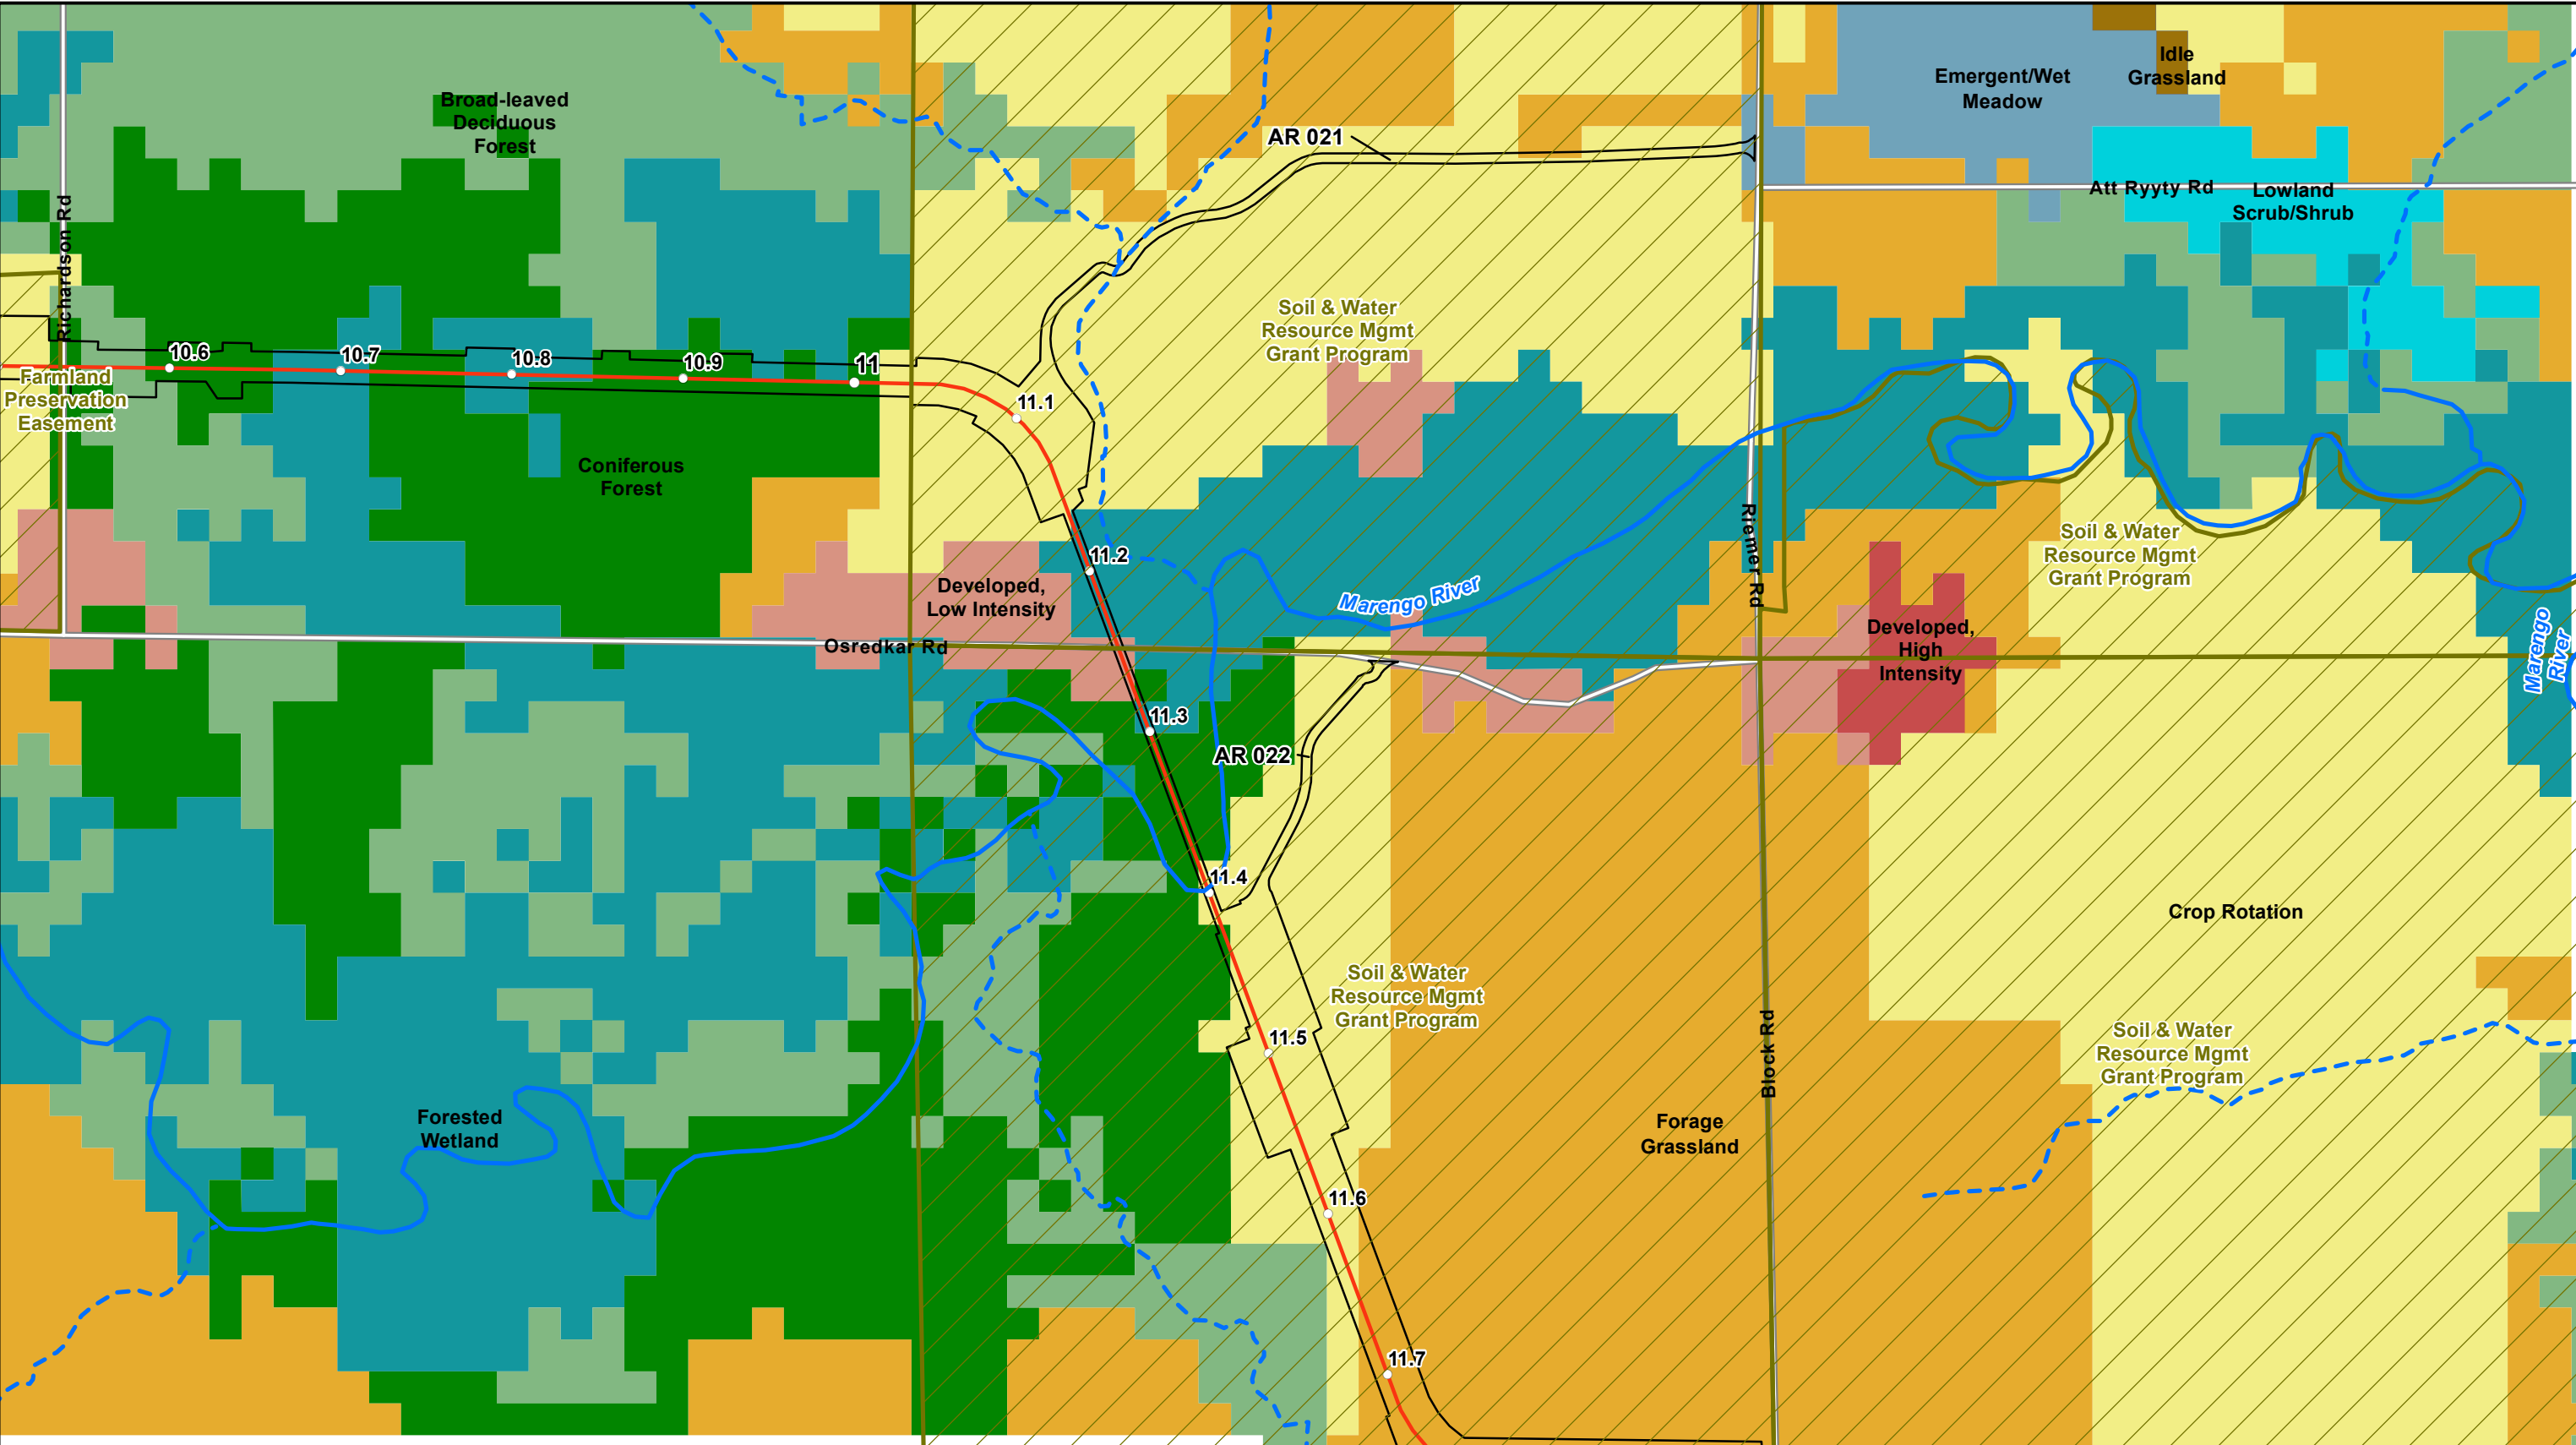 Idle
Grassland
Emergent/Wet
Meadow
Broad-leaved
Deciduous
Forest
AR 021
Att Ryyty Rd
Lowland
Scrub/Shrub
Richardson Rd
Soil & Water
Resource Mgmt
Grant Program
10.6
10.7
10.8
10.9
11
11.1
Farmland
Preservation
Easement
Coniferous
Forest
11.2
Riemer Rd
Soil & Water
Resource Mgmt
Grant Program
Developed,
Low Intensity
Marengo River
Developed,
High
Intensity
Marengo
River
Osredkar Rd
11.3
AR 022
11.4
Crop Rotation
Soil & Water
Resource Mgmt
Grant Program
11.5
Block Rd
Soil & Water
Resource Mgmt
Grant Program
Forested
Wetland
Forage
Grassland
11.6
11.7